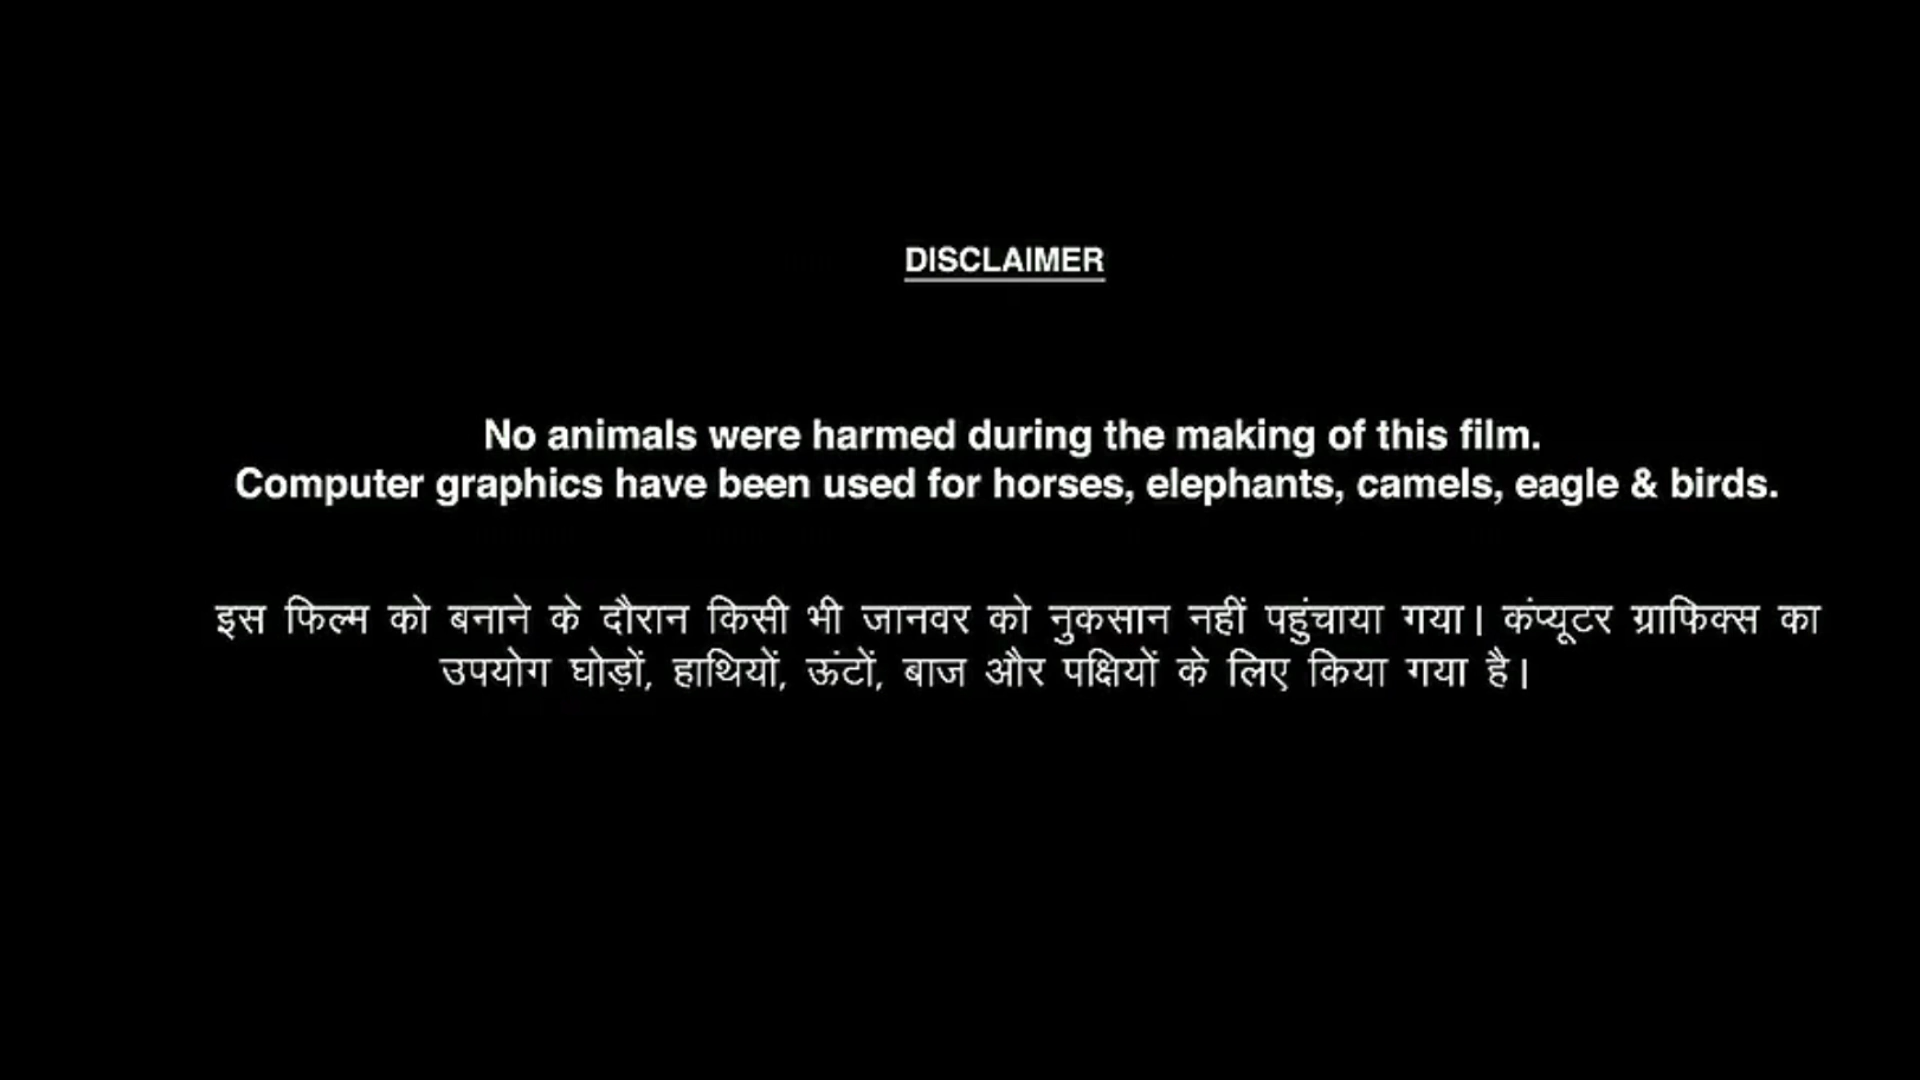 DISCLAIMER
No animals were harmed during the making of this film.
Computer graphics have been used for horses, elephants, camels, eagle & birds.
इस फिल्म को बनाने के दौरान किसी भी जानवर को नुकसान नहीं पहुंचाया गया। कंप्यूटर ग्राफिक्स का
उपयोग घोड़ों, हाथियों, ऊंटों, बाज और पक्षियों के लिए किया गया है।